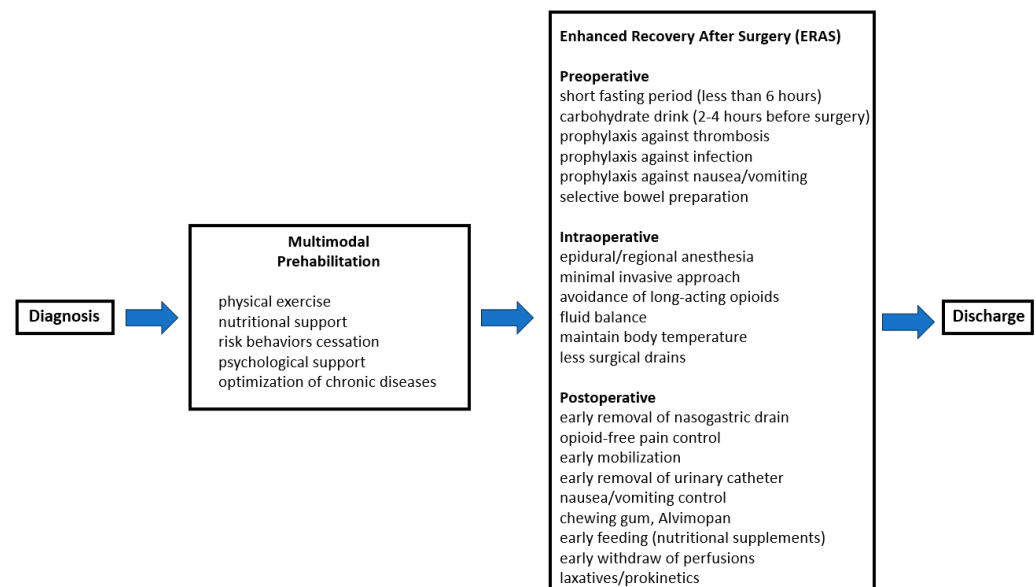 Diagnosis
Multimodal
Prehabilitation
physical exercise
nutritional support
risk behaviors cessation
psychological support
optimization of chronic diseases
Enhanced Recovery After Surgery (ERAS)
Preoperative
short fasting period (less than 6 hours)
carbohydrate drink (2-4 hours before surgery)
prophylaxis against thrombosis
prophylaxis against infection
prophylaxis against nausea/vomiting
selective bowel preparation
Intraoperative
epidural/regional anesthesia
minimal invasive approach
avoidance of long-acting opioids
fluid balance
maintain body temperature
less surgical drains
Postoperative
early removal of nasogastric drain
opioid-free pain control
early mobilization
early removal of urinary catheter
nausea/vomiting control
chewing gum, Alvimopan
early feeding (nutritional supplements)
early withdraw of perfusions
laxatives/prokinetics
Discharge